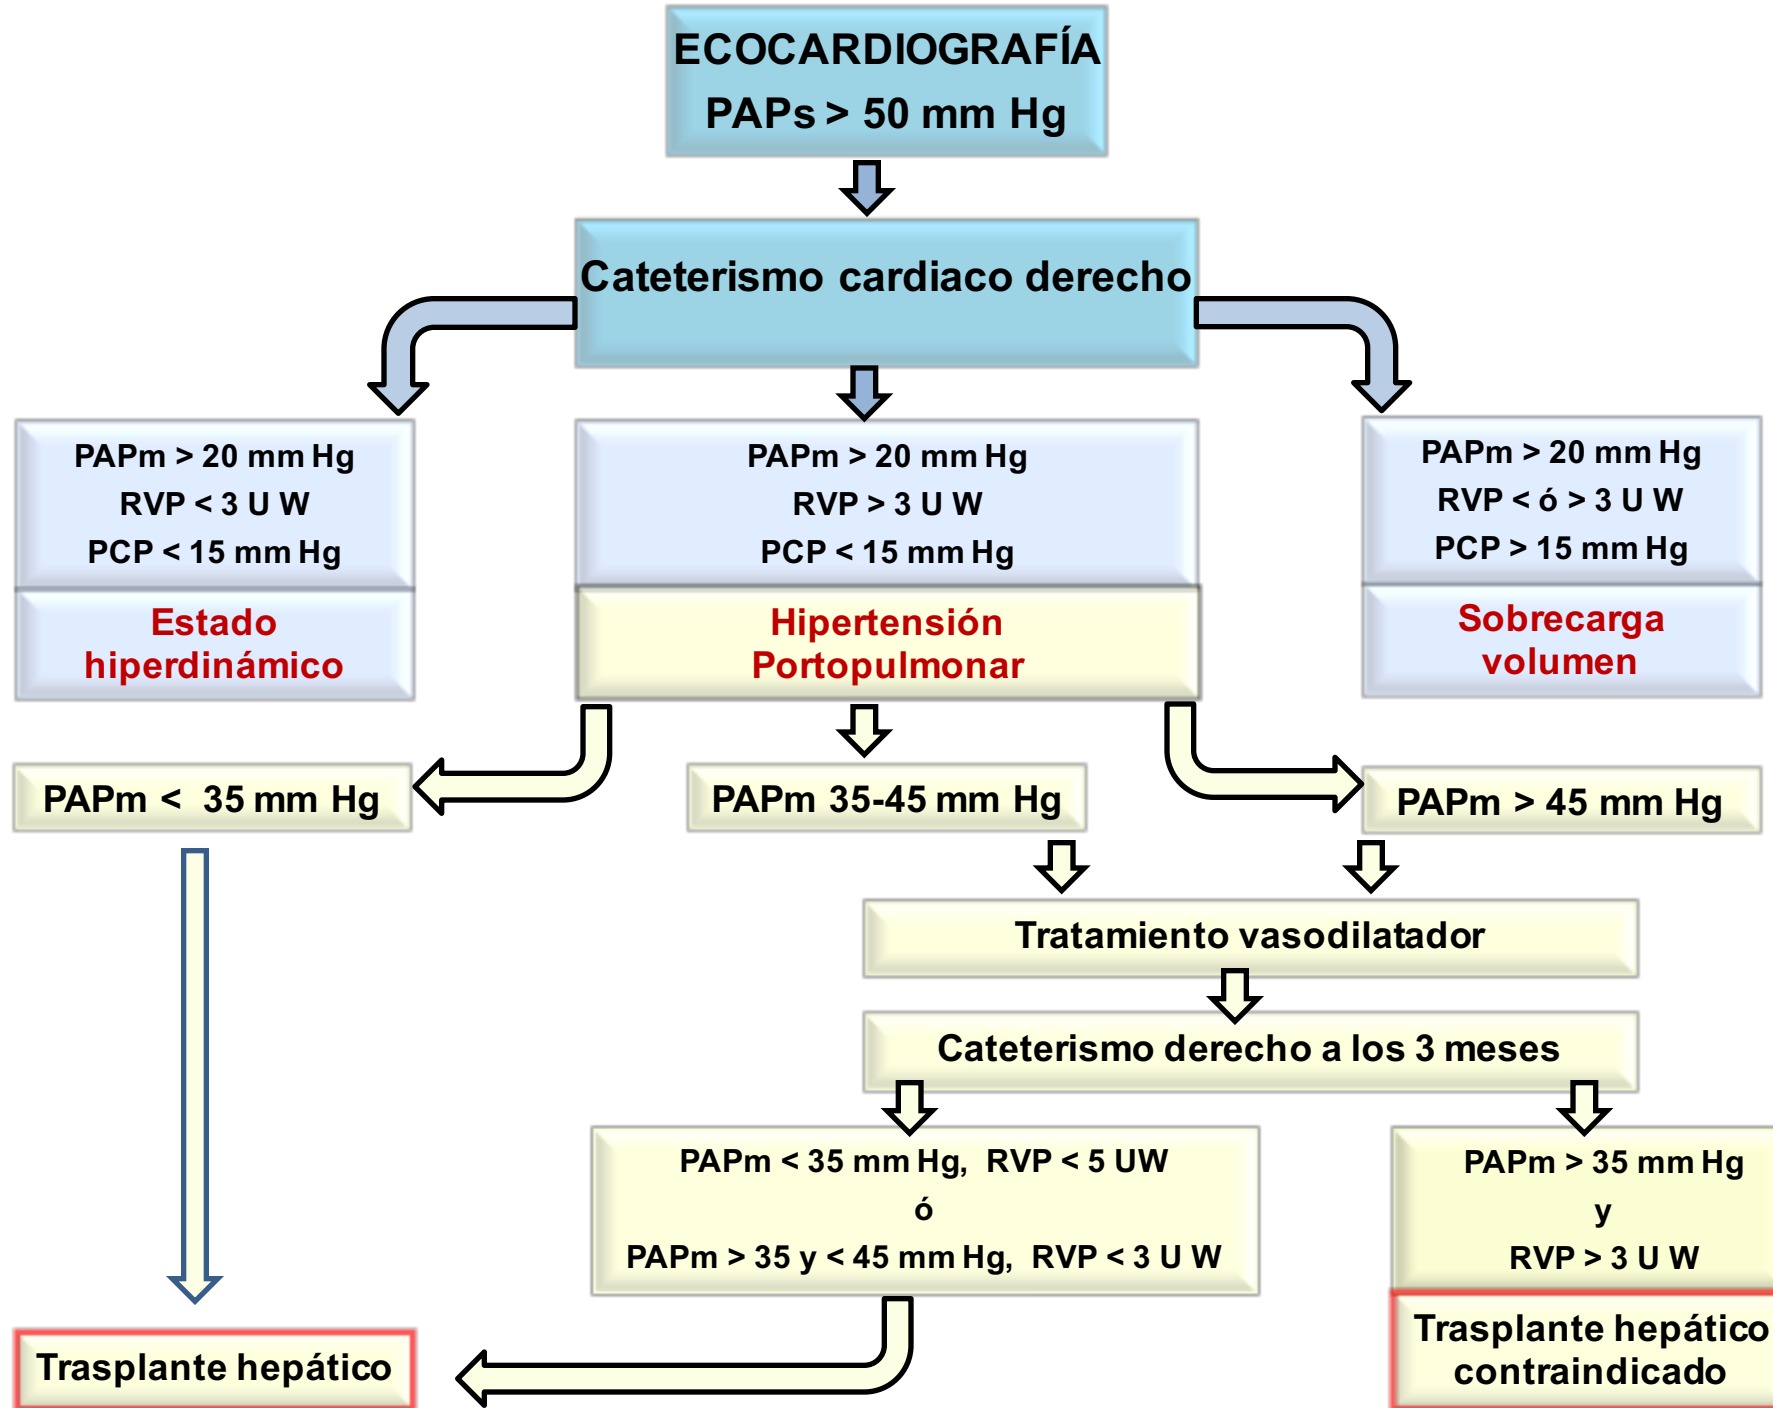 ECOCARDIOGRAFÍA
PAPs > 50 mm Hg
Cateterismo cardiaco derecho
PAPm > 20 mm Hg
RVP < 3 U W
PCP < 15 mm Hg
Estado
hiperdinámico
PAPm > 20 mm Hg
RVP > 3 U W
PCP < 15 mm Hg
Hipertensión
Portopulmonar
PAPm > 20 mm Hg
RVP < ó > 3 U W
PCP > 15 mm Hg
Sobrecarga
volumen
PAPm < 35 mm Hg
PAPm 35-45 mm Hg
PAPm > 45 mm Hg
Tratamiento vasodilatador
Cateterismo derecho a los 3 meses
PAPm < 35 mm Hg, RVP < 5 UW
ó
PAPm > 35 y < 45 mm Hg, RVP < 3 U W
PAPm > 35 mm Hg
y
RVP > 3 U W
Trasplante hepático
Trasplante hepático
contraindicado